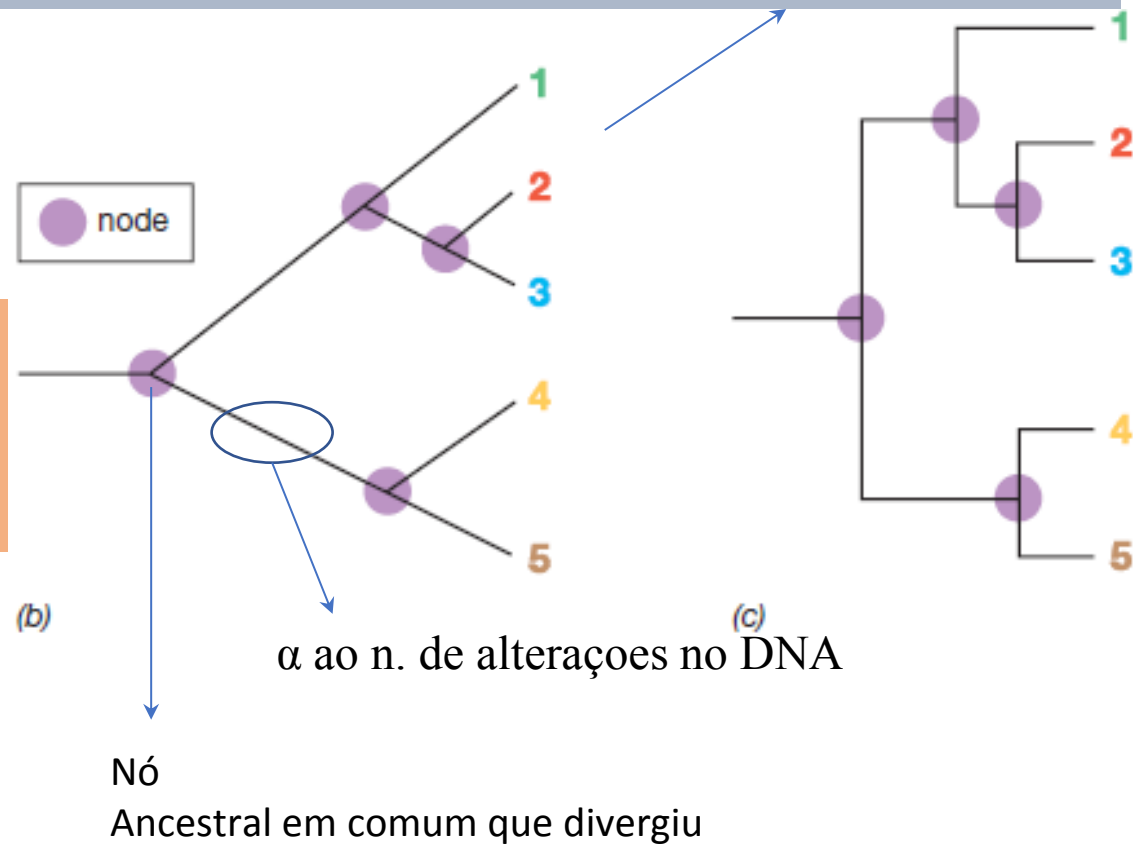 1
2
3
4
5
node
(b)
1
2
3
4
5
(c)
α ao n. de alteraçoes no DNA
Nó
Ancestral em comum que divergiu